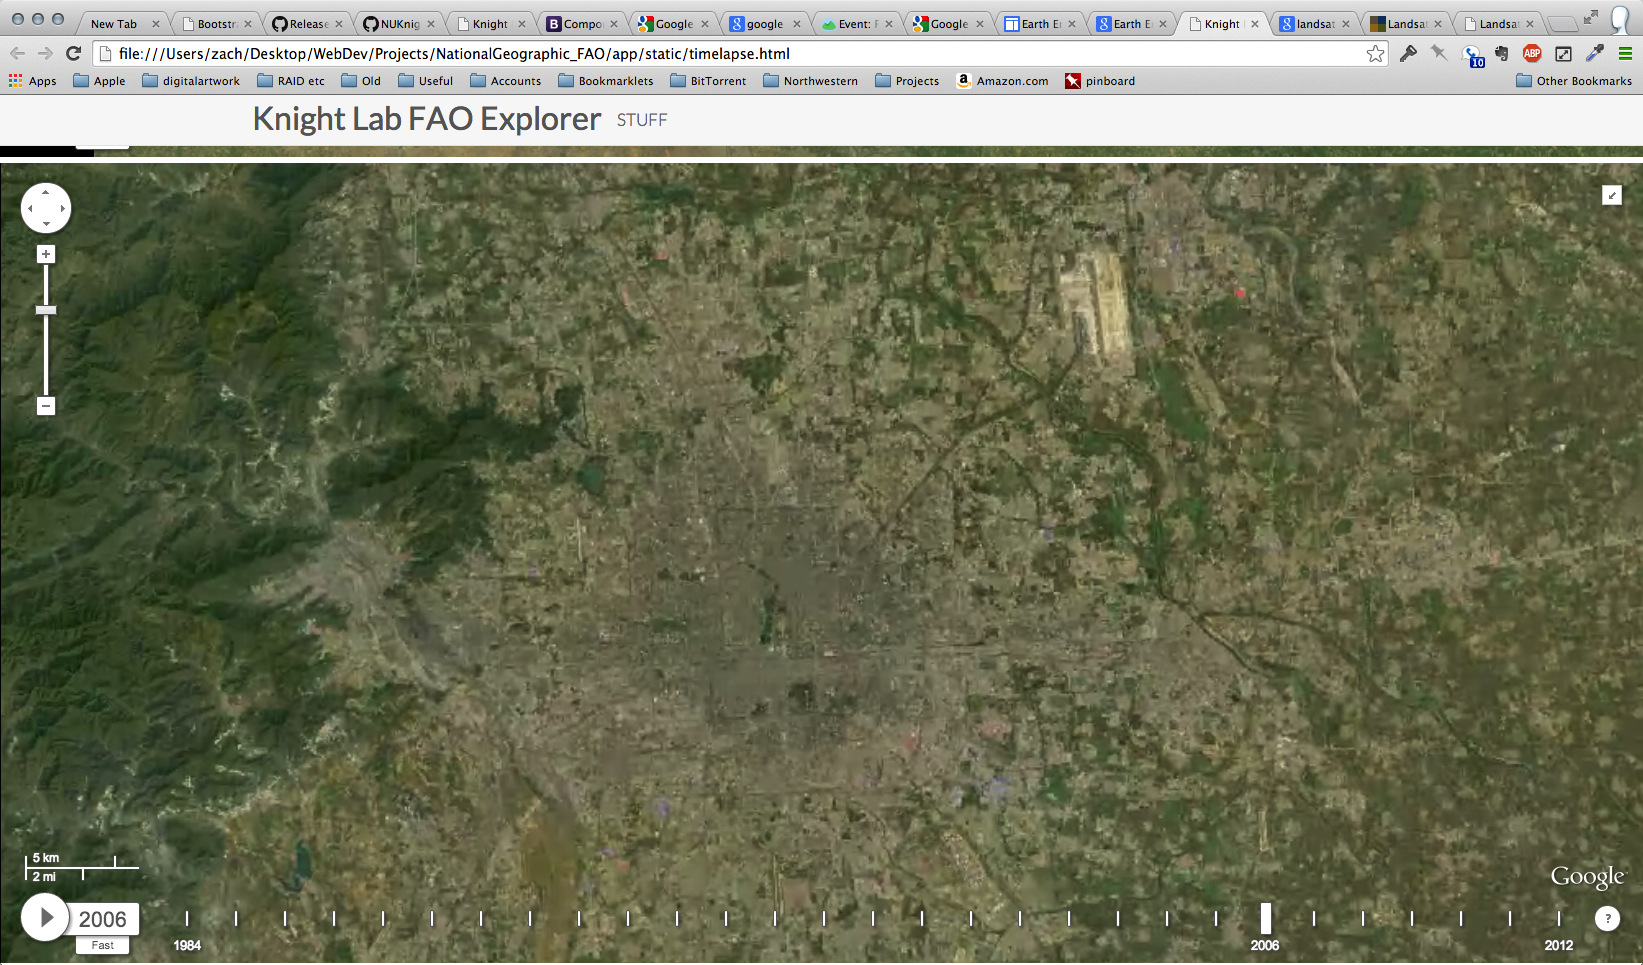 New Tab
Bootstr
Release
NUKnig
Knight
Compo
Google
google
Event: F
Google
Earth E
Earth E
Knight
landsat
Landsat
Landsat
file:///Users/zach/Desktop/WebDev/Projects/NationalGeographic_FAO/app/static/timelapse.html
ABP
10
Apps
Apple
digitalartwork
RAID etc
Old
Useful
Accounts
Bookmarklets
BitTorrent
Northwestern
Projects
Amazon.com
pinboard
Other Bookmarks
Knight Lab FAO Explorer STUFF
5 km
2 mi
Google
2006
Fast
1984
2006
2012
?